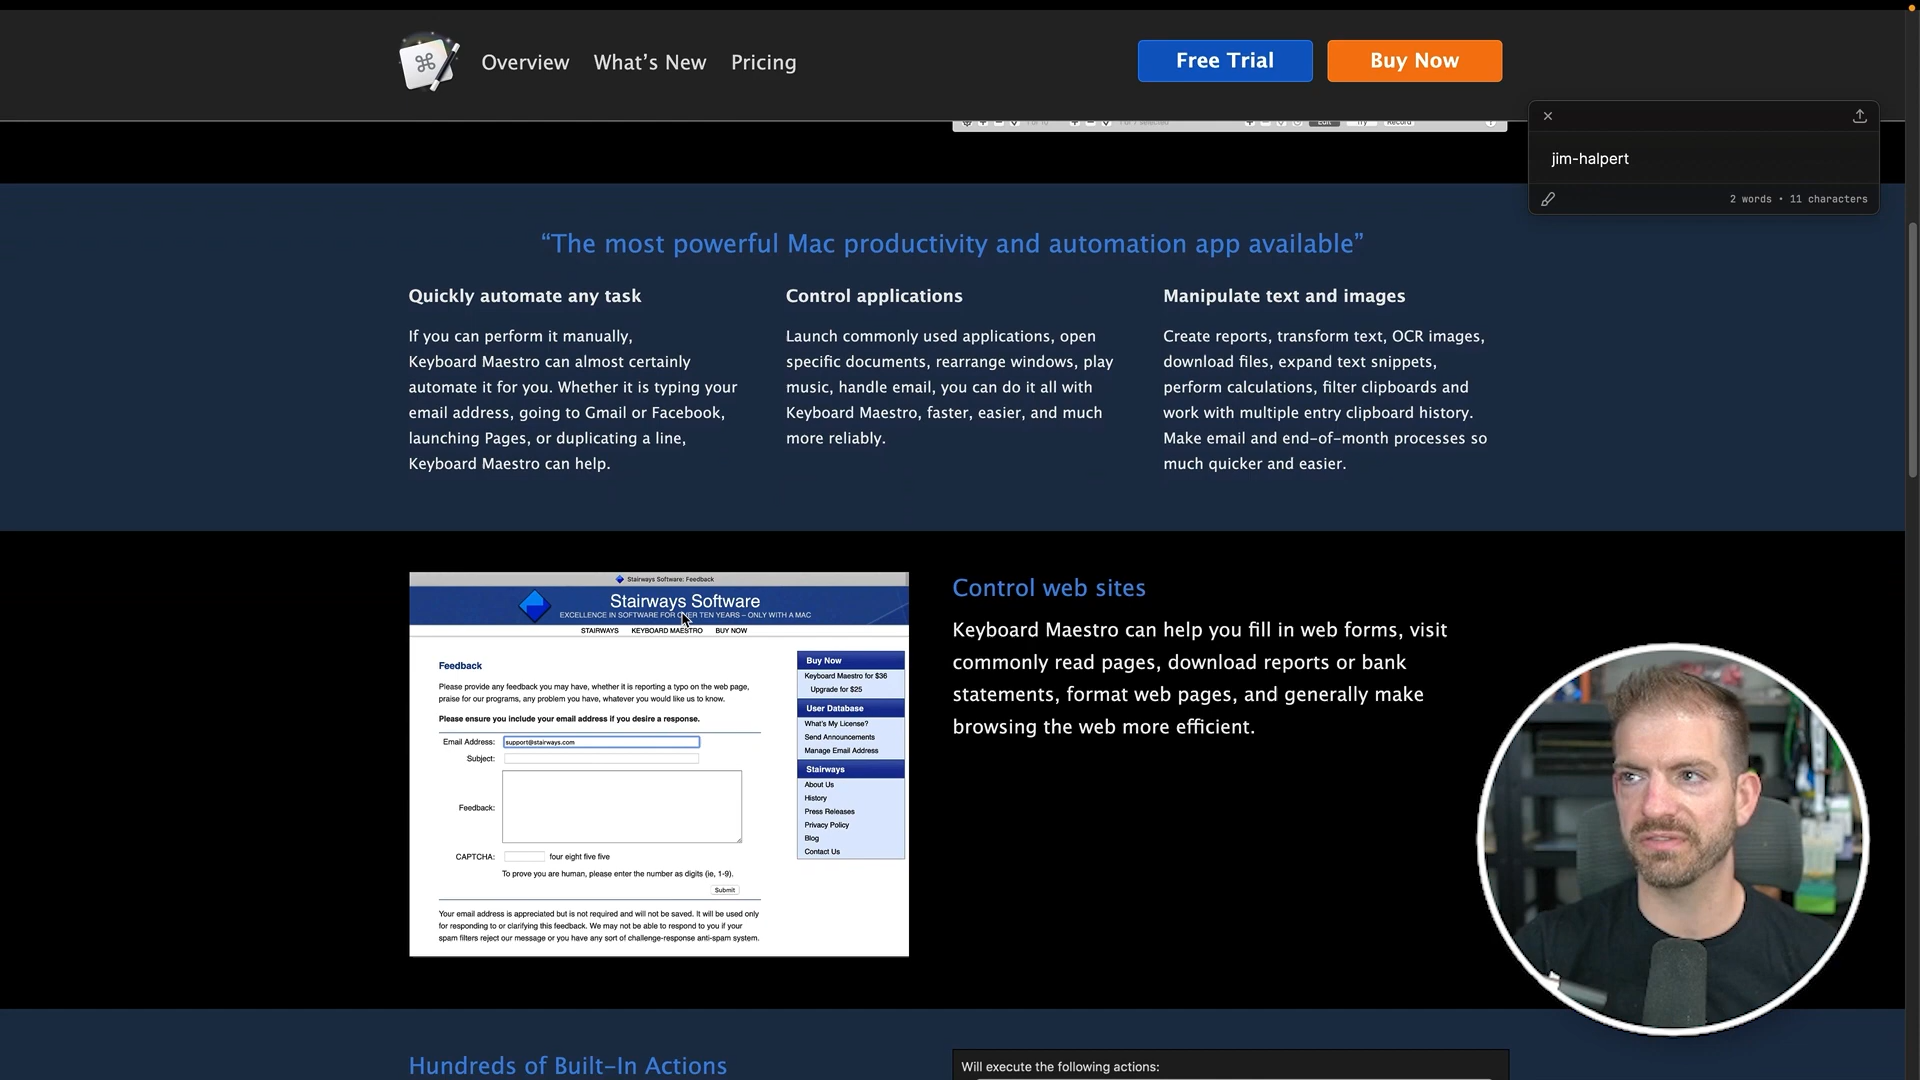 Overview What's New Pricing
Free Trial Buy Now
jim-halpert
2 words • 11 characters
“The most powerful Mac productivity and automation app available”
Quickly automate any task
If you can perform it manually,
Keyboard Maestro can almost certainly
automate it for you. Whether it is typing your
email address, going to Gmail or Facebook,
launching Pages, or duplicating a line,
Keyboard Maestro can help.
Control applications
Launch commonly used applications, open
specific documents, rearrange windows, play
music, handle email, you can do it all with
Keyboard Maestro, faster, easier, and much
more reliably.
Manipulate text and images
Create reports, transform text, OCR images,
download files, expand text snippets,
perform calculations, filter clipboards and
work with multiple entry clipboard history.
Make email and end-of-month processes so
much quicker and easier.
Stairways Software: Feedback
Stairways Software
EXCELLENCE IN SOFTWARE FOR OVER TEN YEARS – ONLY WITH A MAC
STAIRWAYS KEYBOARD MAESTRO BUY NOW
Feedback
Please provide any feedback you may have, whether it is reporting a typo on the web page,
praise for our programs, any problem you have, whatever you would like us to know.
Please ensure you include your email address if you desire a response.
Email Address: support@stairways.com
Subject:
Feedback:
CAPTCHA: four eight five five
To prove you are human, please enter the number as digits (ie, 1-9).
Submit
Your email address is appreciated but is not required and will not be saved. It will be used only
for responding to or clarifying this feedback. We may not be able to respond to you if your
spam filters reject our message or you have any sort of challenge-response anti-spam system.
Buy Now
Keyboard Maestro for $36
Upgrade for $25
User Database
What's My License?
Send Announcements
Manage Email Address
Stairways
About Us
History
Press Releases
Privacy Policy
Blog
Contact Us
Control web sites
Keyboard Maestro can help you fill in web forms, visit
commonly read pages, download reports or bank
statements, format web pages, and generally make
browsing the web more efficient.
Hundreds of Built-In Actions
Will execute the following actions: